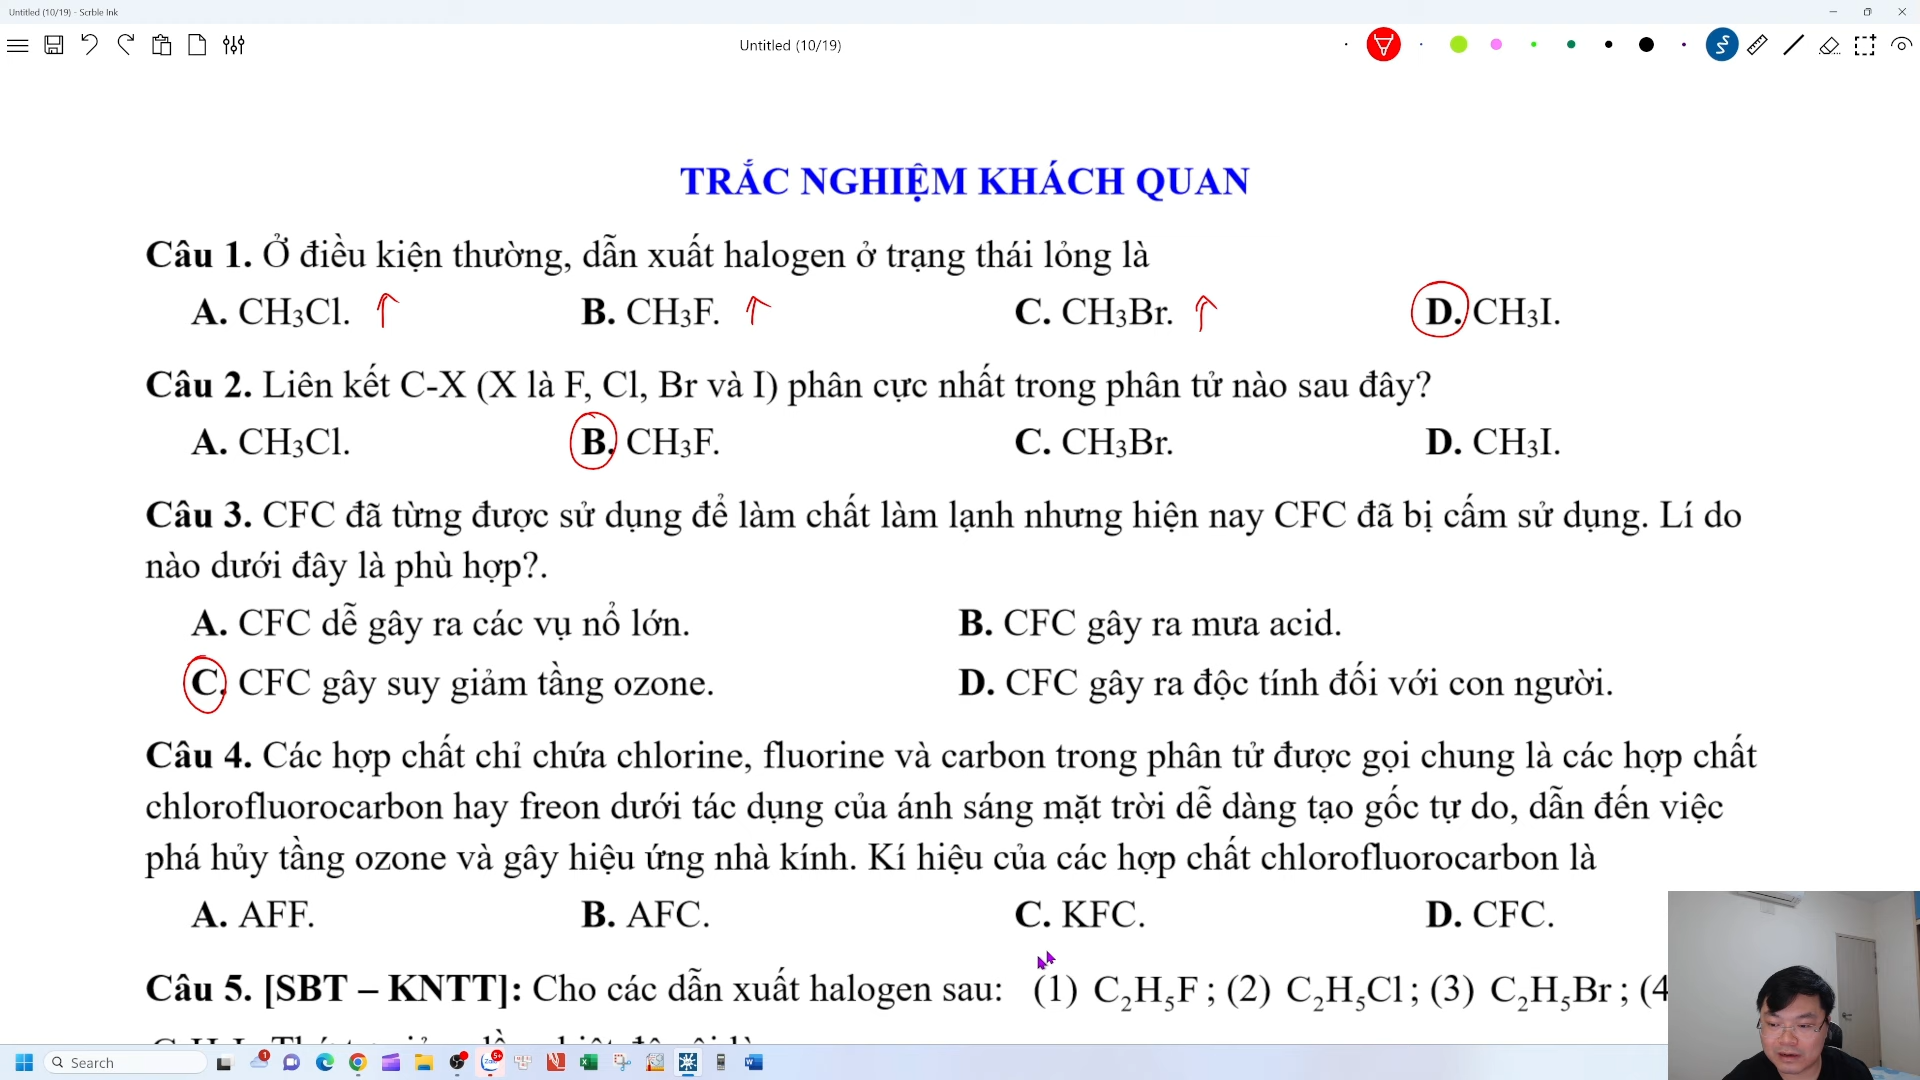 Untitled (10/19) - Scrble Ink
Untitled (10/19)
TRẮC NGHIỆM KHÁCH QUAN
Câu 1. Ở điều kiện thường, dẫn xuất halogen ở trạng thái lỏng là
A. CH₃Cl. ↑ B. CH₃F. ↑ C. CH₃Br. ↑ D. CH₃I.
Câu 2. Liên kết C-X (X là F, Cl, Br và I) phân cực nhất trong phân tử nào sau đây?
A. CH₃Cl. B. CH₃F. C. CH₃Br. D. CH₃I.
Câu 3. CFC đã từng được sử dụng để làm chất làm lạnh nhưng hiện nay CFC đã bị cấm sử dụng. Lí do
nào dưới đây là phù hợp?.
A. CFC dễ gây ra các vụ nổ lớn. B. CFC gây ra mưa acid.
C. CFC gây suy giảm tầng ozone. D. CFC gây ra độc tính đối với con người.
Câu 4. Các hợp chất chỉ chứa chlorine, fluorine và carbon trong phân tử được gọi chung là các hợp chất
chlorofluorocarbon hay freon dưới tác dụng của ánh sáng mặt trời dễ dàng tạo gốc tự do, dẫn đến việc
phá hủy tầng ozone và gây hiệu ứng nhà kính. Kí hiệu của các hợp chất chlorofluorocarbon là
A. AFF. B. AFC. C. KFC. D. CFC.
Câu 5. [SBT – KNTT]: Cho các dẫn xuất halogen sau: (1) C₂H₅F ; (2) C₂H₅Cl ; (3) C₂H₅Br ; (4
Search